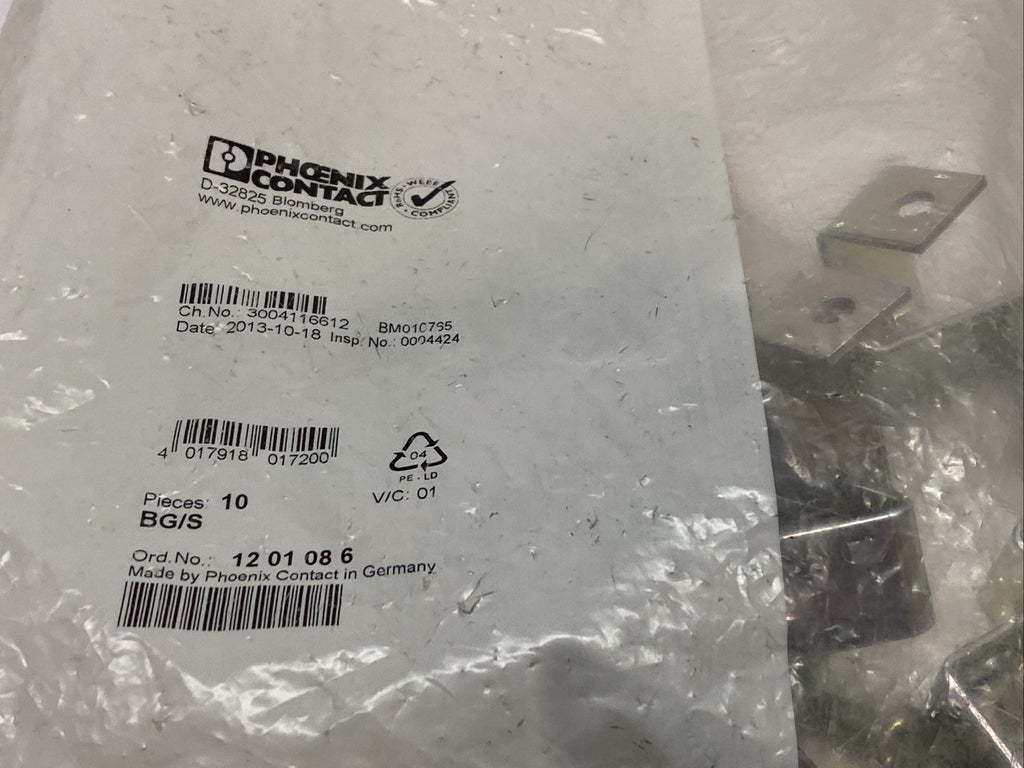 PHŒNIX
CONTACT
D-32825 Blomberg
www.phoenixcontact.com
RoHS · WEEE · COMPLIANT
Ch.No.: 3004116612 BM010765
Date: 2013-10-18 Insp. No.: 0004424
4 017918 017200
04
PE-LD
Pieces: 10 V/C: 01
BG/S
Ord.No.: 12 01 08 6
Made by Phoenix Contact in Germany